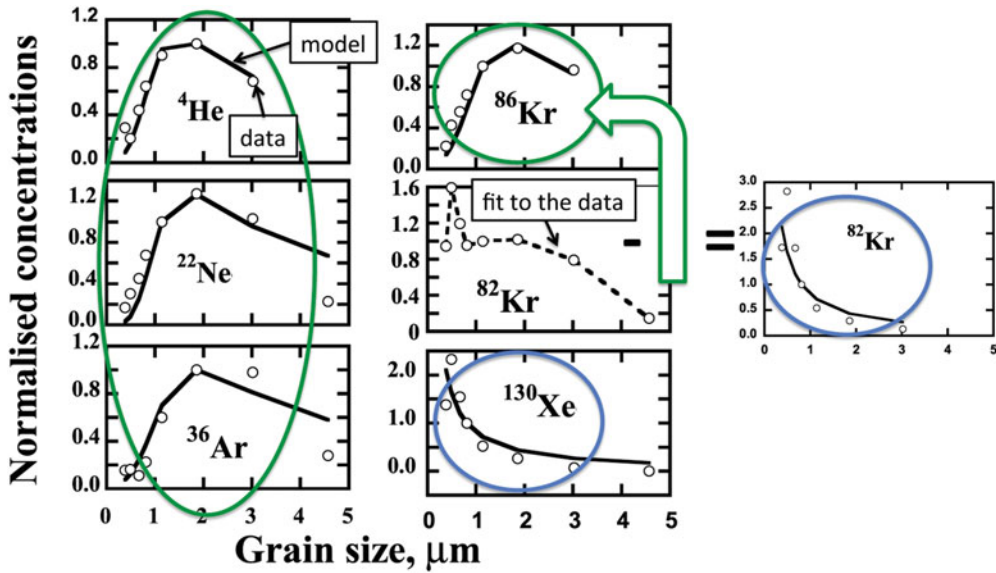 Normalised concentrations
1.2
0.8
0.4
0.0
⁴He
model
data
1.2
0.8
0.4
0.0
²²Ne
1.2
0.8
0.4
0.0
³⁶Ar
0 1 2 3 4 5
1.2
0.8
0.4
0
⁸⁶Kr
1.6
1.2
0.8
0.4
0
fit to the data
⁸²Kr
-
2.0
1.0
0.0
¹³⁰Xe
0 1 2 3 4 5
Grain size, μm
=
3.0
2.5
2.0
1.5
1.0
0.5
0.0
⁸²Kr
0 1 2 3 4 5